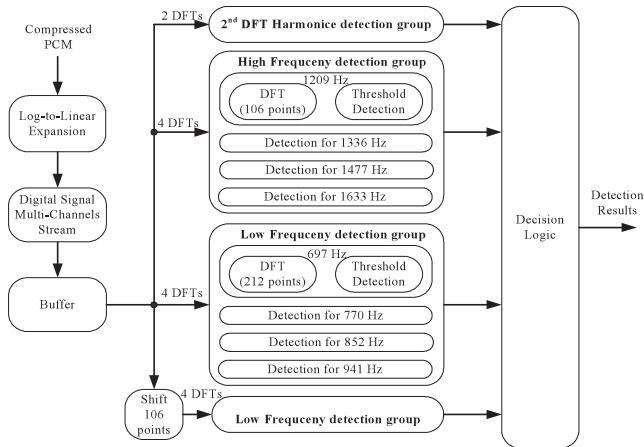 Compressed
PCM
Log-to-Linear
Expansion
Digital Signal
Multi-Channels
Stream
Buffer
Shift
106
points
2 DFTs
4 DFTs
4 DFTs
4 DFTs
2nd DFT Harmonice detection group
High Frequceny detection group
1209 Hz
DFT
(106 points)
Threshold
Detection
Detection for 1336 Hz
Detection for 1477 Hz
Detection for 1633 Hz
Low Frequceny detection group
697 Hz
DFT
(212 points)
Threshold
Detection
Detection for 770 Hz
Detection for 852 Hz
Detection for 941 Hz
Low Frequceny detection group
Decision
Logic
Detection
Results